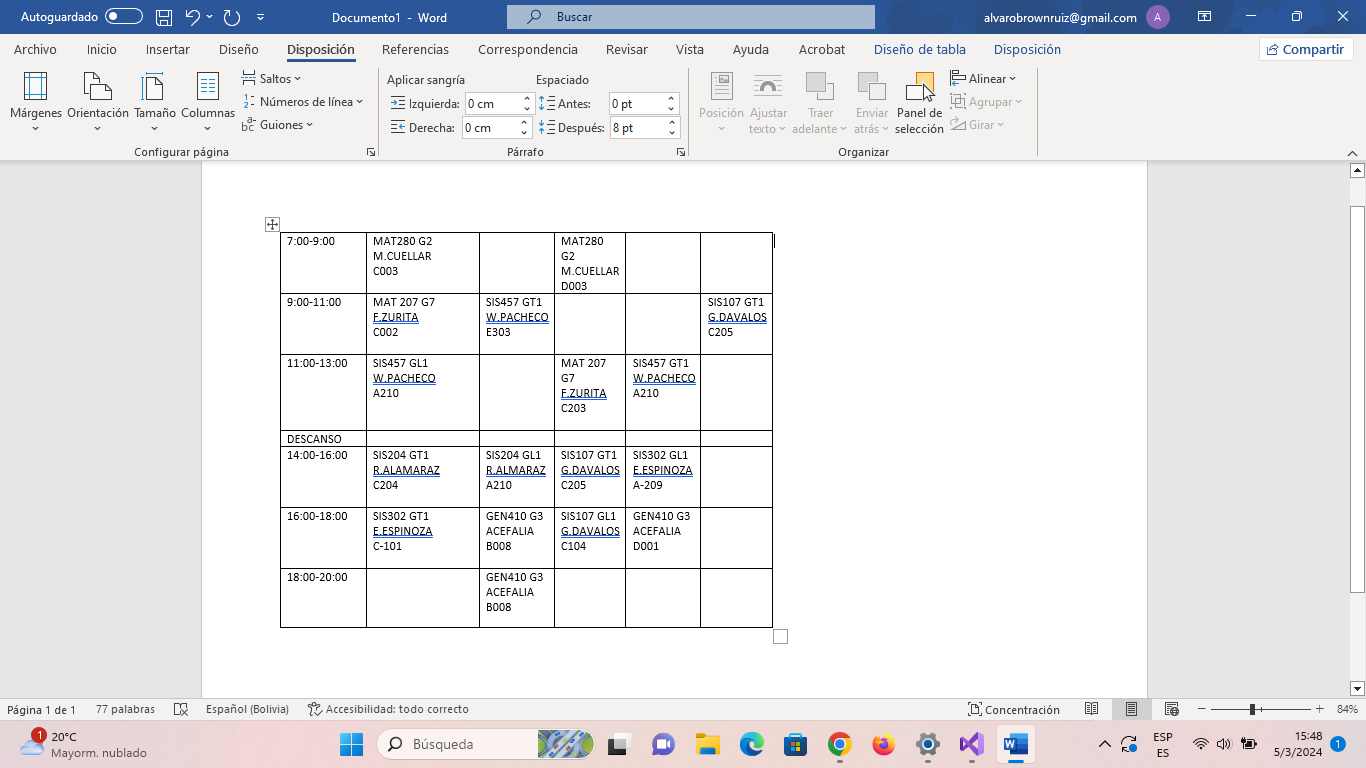 Autoguardado
Documento1 - Word
Buscar
alvarobrownruiz@gmail.com
A
Archivo
Inicio
Insertar
Diseño
Disposición
Referencias
Correspondencia
Revisar
Vista
Ayuda
Acrobat
Diseño de tabla
Disposición
Compartir
Márgenes
Orientación
Tamaño
Columnas
Saltos
Números de línea
Guiones
Configurar página
Aplicar sangría
Izquierda: 0 cm
Derecha: 0 cm
Espaciado
Antes: 0 pt
Después: 8 pt
Párrafo
Posición
Ajustar
texto
Traer
adelante
Enviar
atrás
Panel de
selección
Alinear
Agrupar
Girar
Organizar
7:00-9:00
MAT280 G2
M.CUELLAR
C003
MAT280
G2
M.CUELLAR
D003
9:00-11:00
MAT 207 G7
F.ZURITA
C002
SIS457 GT1
W.PACHECO
E303
SIS107 GT1
G.DAVALOS
C205
11:00-13:00
SIS457 GL1
W.PACHECO
A210
MAT 207
G7
F.ZURITA
C203
SIS457 GT1
W.PACHECO
A210
DESCANSO
14:00-16:00
SIS204 GT1
R.ALAMARAZ
C204
SIS204 GL1
R.ALMARAZ
A210
SIS107 GT1
G.DAVALOS
C205
SIS302 GL1
E.ESPINOZA
A-209
16:00-18:00
SIS302 GT1
E.ESPINOZA
C-101
GEN410 G3
ACEFALIA
B008
SIS107 GL1
G.DAVALOS
C104
GEN410 G3
ACEFALIA
D001
18:00-20:00
GEN410 G3
ACEFALIA
B008
Página 1 de 1
77 palabras
Español (Bolivia)
Accesibilidad: todo correcto
Concentración
84%
1
20°C
Mayorm. nublado
Búsqueda
ESP
ES
15:48
5/3/2024
1